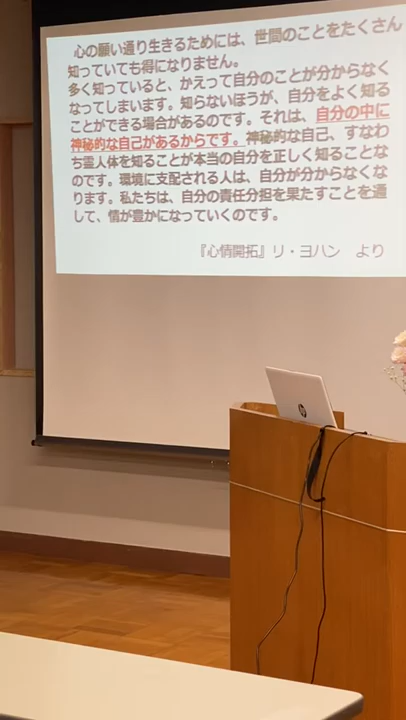 心の願い通り生きるためには、世間のことをたくさん
知っていても得になりません。
多く知っていると、かえって自分のことが分からなく
なってしまいます。知らないほうが、自分をよく知る
ことができる場合があるのです。それは、自分の中に
神秘的な自己があるからです。神秘的な自己、すなわ
ち霊人体を知ることが本当の自分を正しく知ることな
のです。環境に支配される人は、自分が分からなくな
ります。私たちは、自分の責任分担を果たすことを通
して、情が豊かになっていくのです。
『心情開拓』リ・ヨハン より
hp